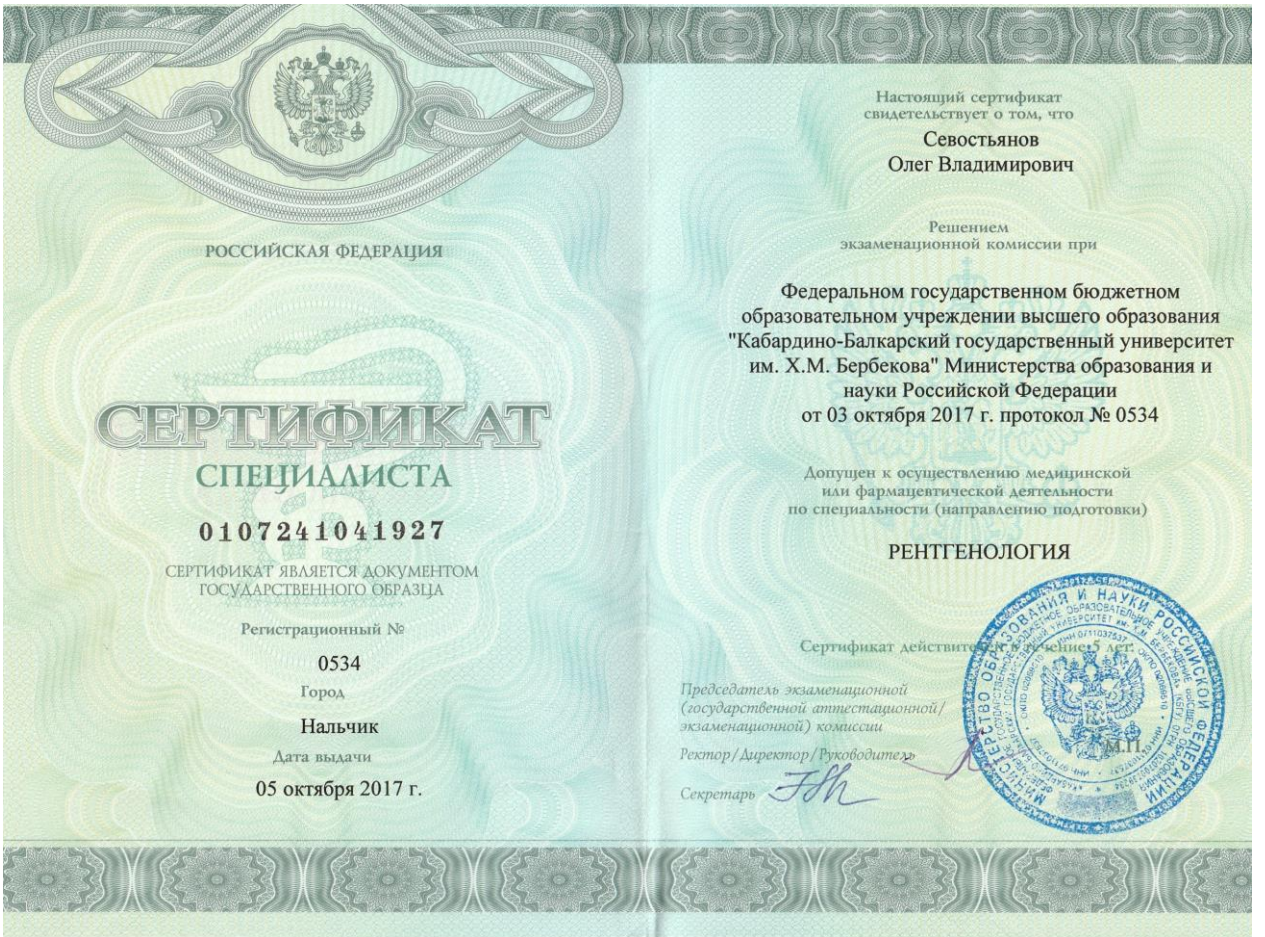 РОССИЙСКАЯ ФЕДЕРАЦИЯ
СЕРТИФИКАТ
СПЕЦИАЛИСТА
0107241041927
СЕРТИФИКАТ ЯВЛЯЕТСЯ ДОКУМЕНТОМ
ГОСУДАРСТВЕННОГО ОБРАЗЦА
Регистрационный №
0534
Город
Нальчик
Дата выдачи
05 октября 2017 г.
Настоящий сертификат
свидетельствует о том, что
Севостьянов
Олег Владимирович
Решением
экзаменационной комиссии при
Федеральном государственном бюджетном
образовательном учреждении высшего образования
"Кабардино-Балкарский государственный университет
им. Х.М. Бербекова" Министерства образования и
науки Российской Федерации
от 03 октября 2017 г. протокол № 0534
Допущен к осуществлению медицинской
или фармацевтической деятельности
по специальности (направлению подготовки)
РЕНТГЕНОЛОГИЯ
Сертификат действителен в течение 5 лет.
Председатель экзаменационной
(государственной аттестационной/
экзаменационной) комиссии
Ректор/Директор/Руководитель
Секретарь
М.П.
МИНИСТЕРСТВО ОБРАЗОВАНИЯ И НАУКИ РОССИЙСКОЙ ФЕДЕРАЦИИ